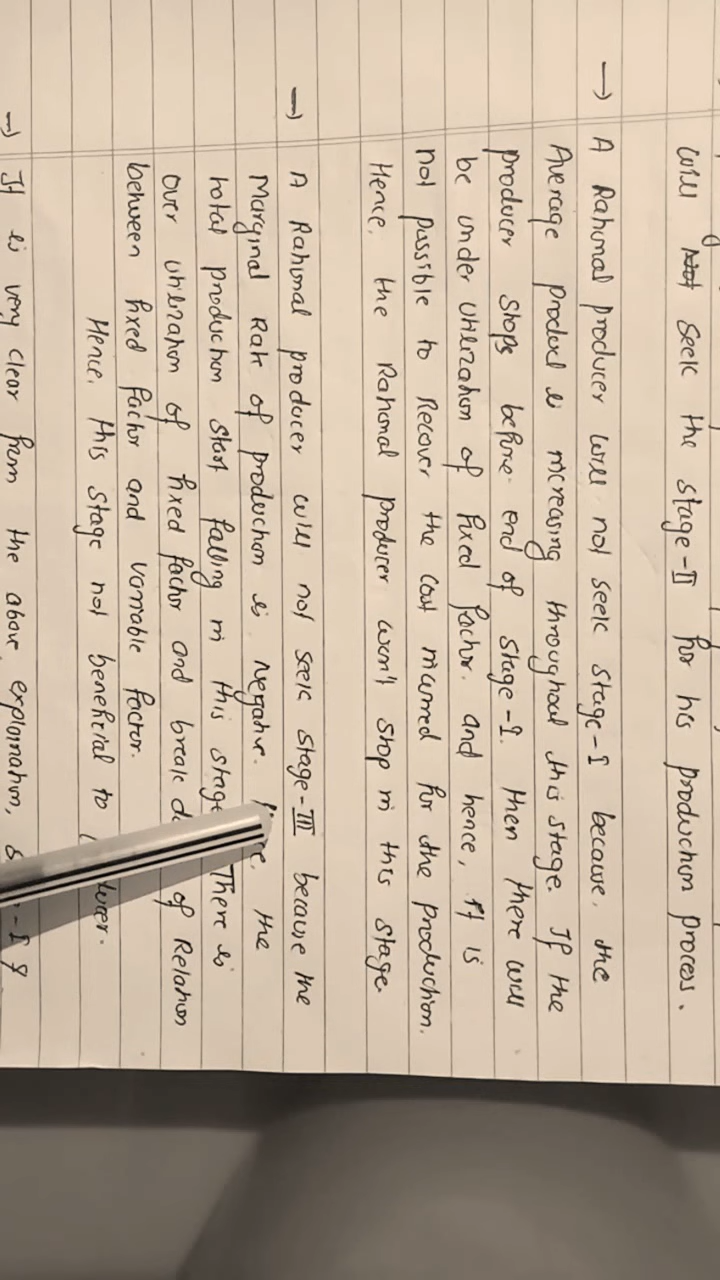 will seek the stage-II for his production process.
→ A Rational producer will not seek stage-I because, the
Average product is increasing throughout this stage. If the
producer stops before end of stage-I. then there will
be under utilization of fixed factor. and hence, it is
not possible to Recover the cost incurred for the production.
Hence, the Rational producer won't stop in this stage.
→ A Rational producer will not seek stage-III because the
Marginal Rate of production is Negative. the
total production start falling in this stage There is
over utilization of fixed factor and break of Relation
between fixed factor and variable factor.
Hence, this stage not beneficial to
→ It is very clear from the above explanation,